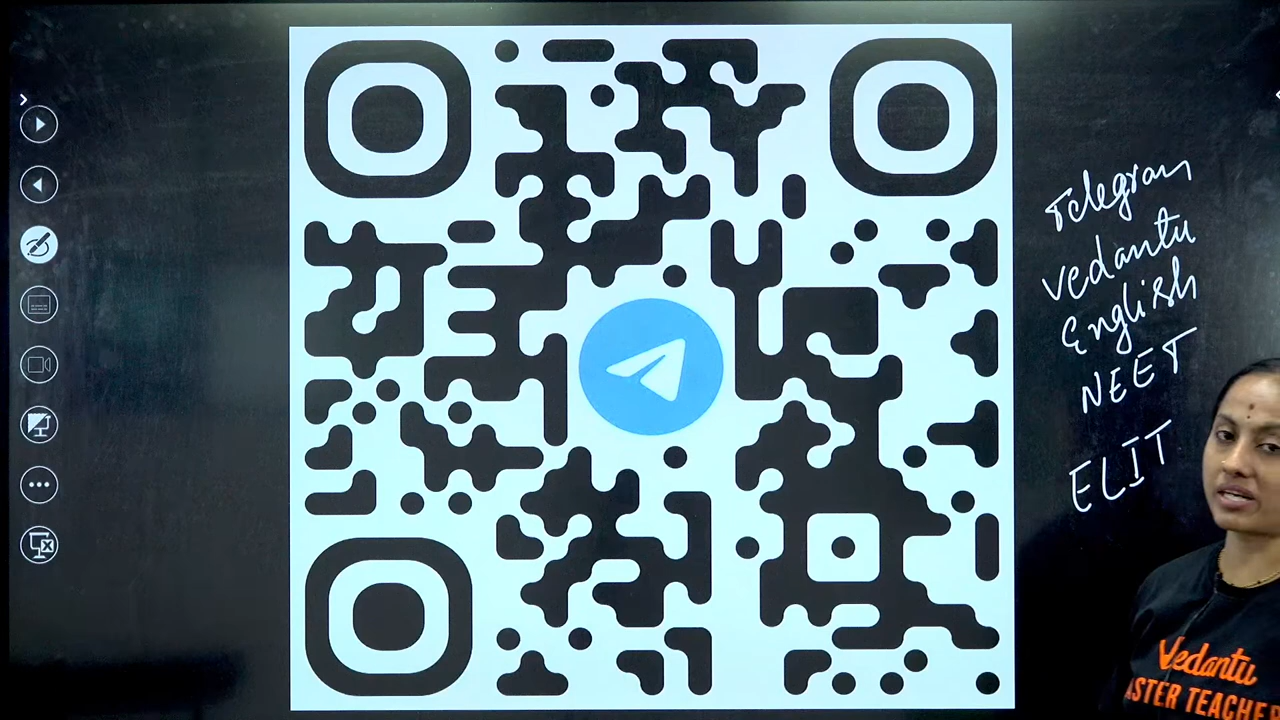 Telegram
Vedantu
English
NEET
ELIT
Vedantu
ASTER TEACHER